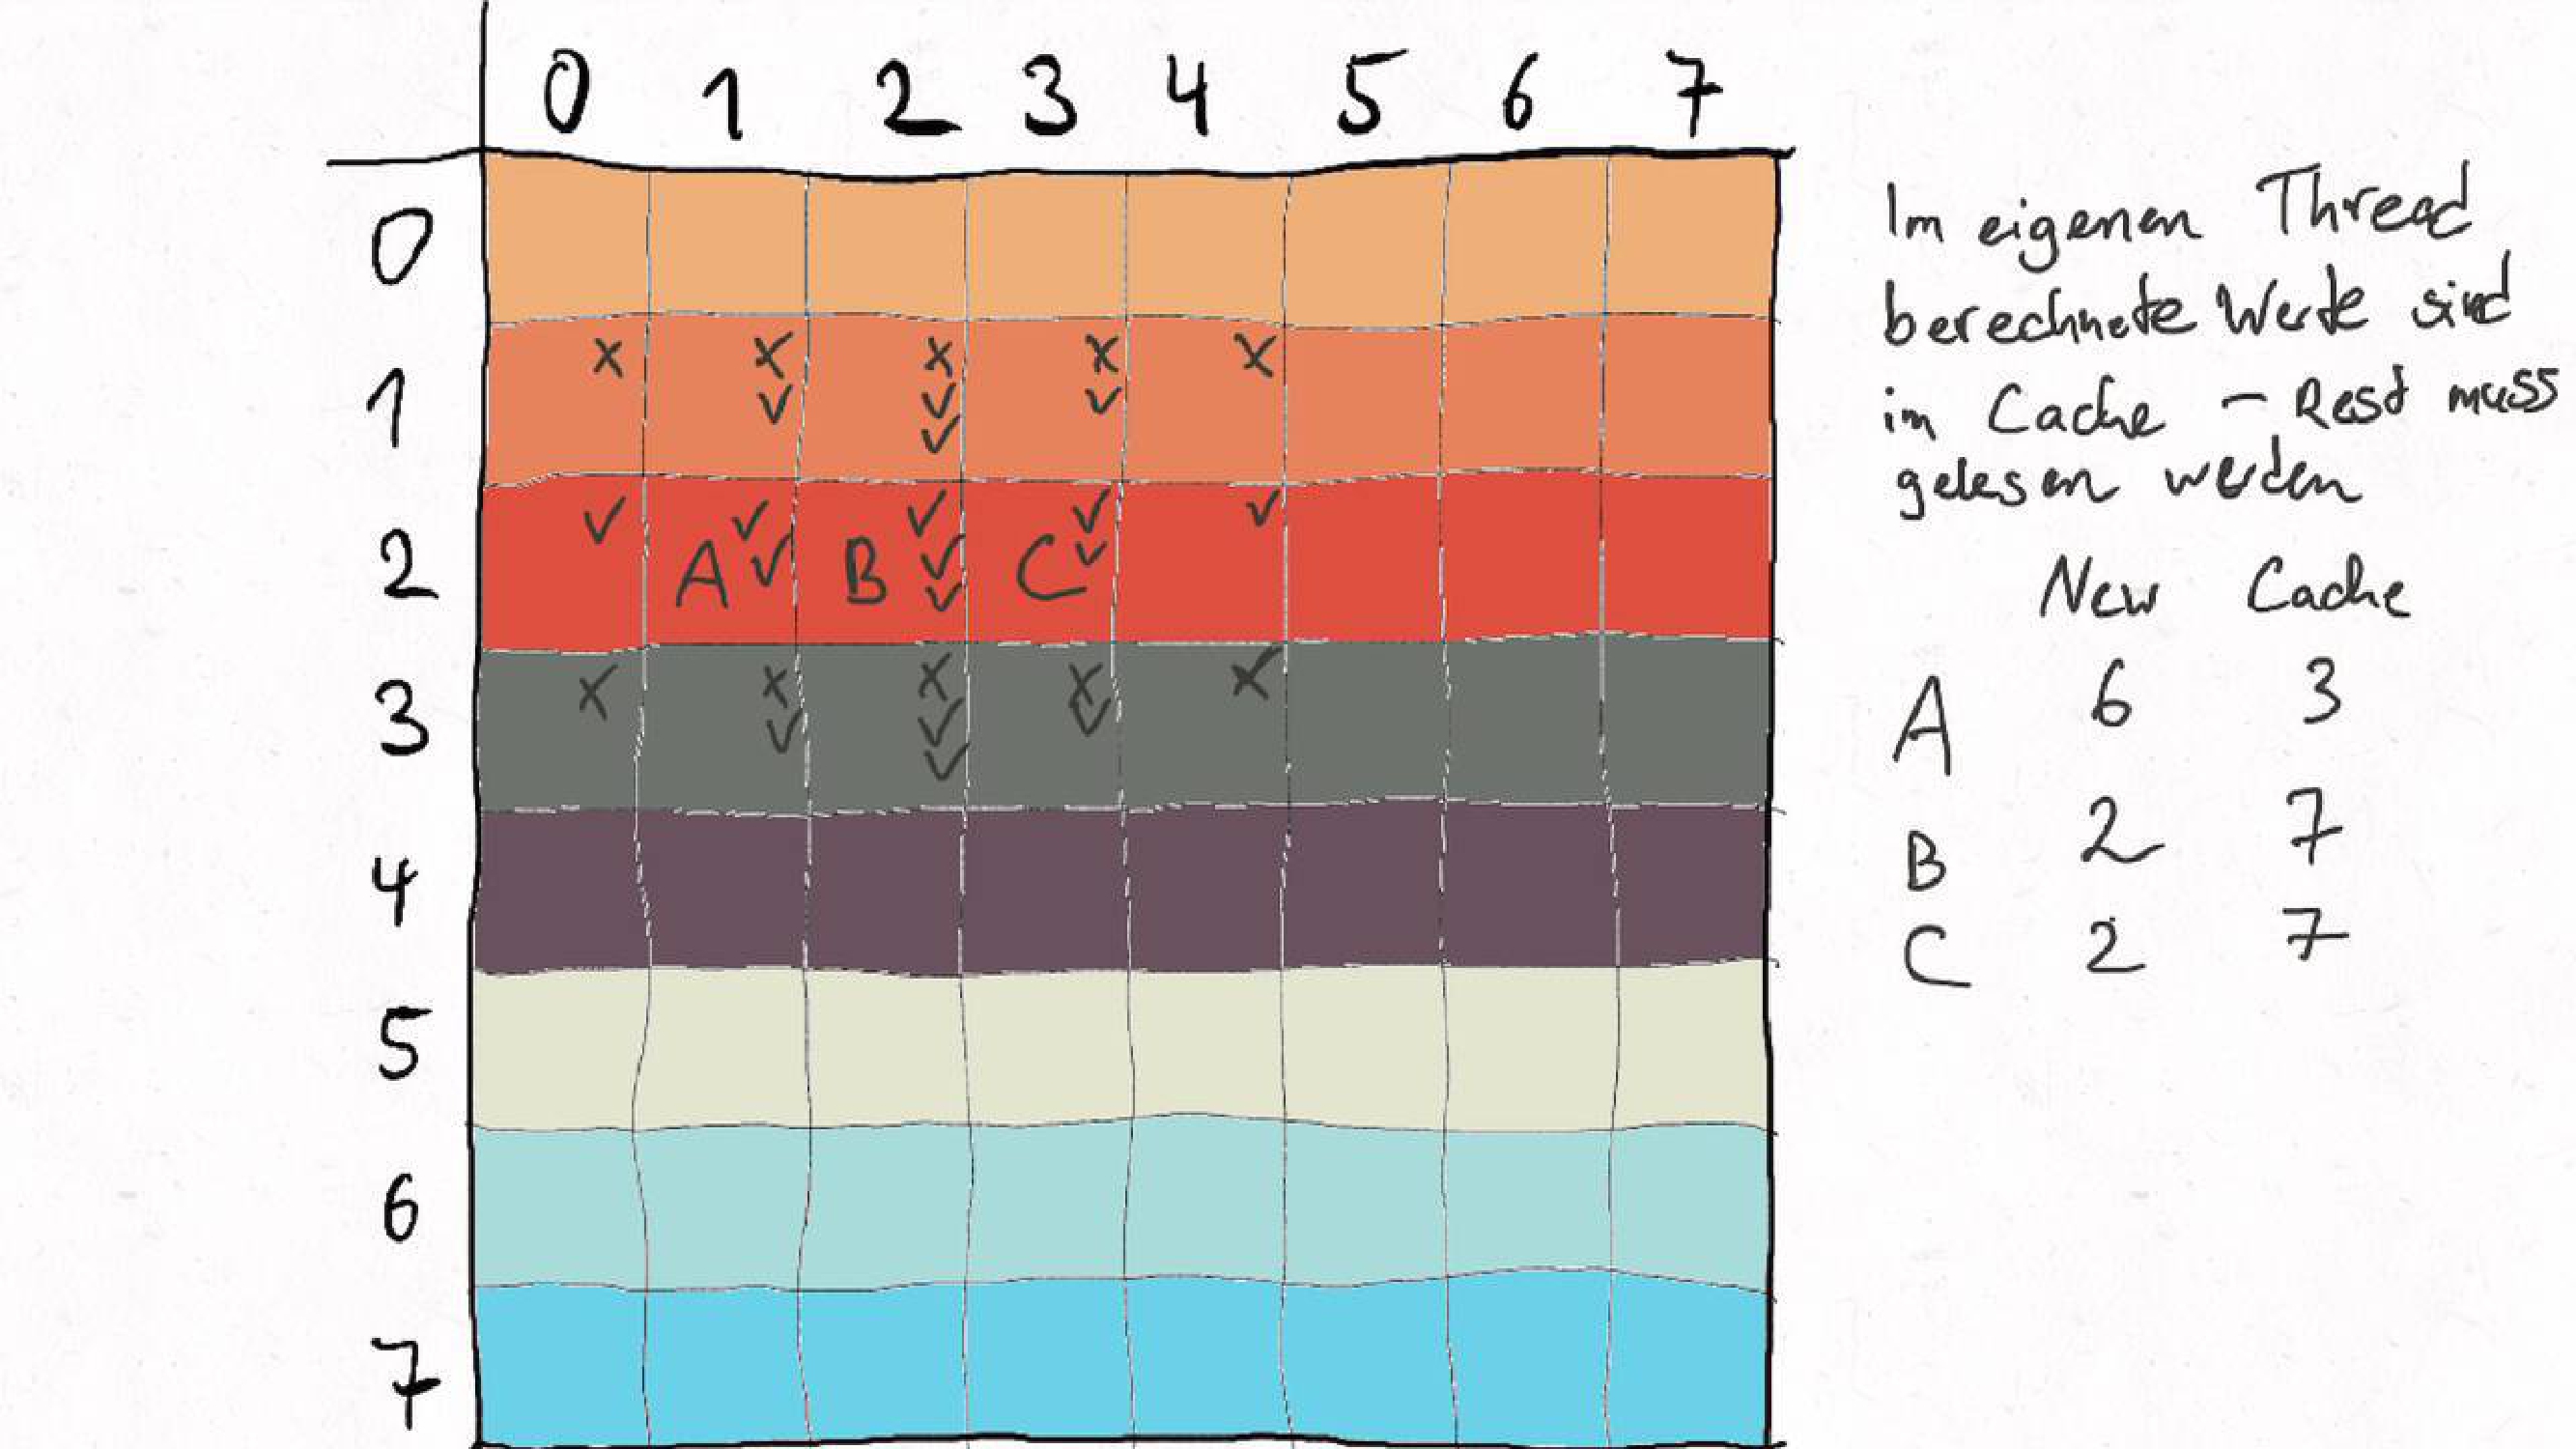 0 1 2 3 4 5 6 7
0
1 x x x x x
✓ ✓ ✓
✓
2 ✓ ✓ ✓ ✓ ✓
A ✓ B ✓ C ✓
✓
3 x x x x x
✓ ✓ ✓
✓
4
5
6
7
Im eigenen Thread
berechnete Werte sind
im Cache – Rest muss
gelesen werden
New Cache
A 6 3
B 2 7
C 2 7